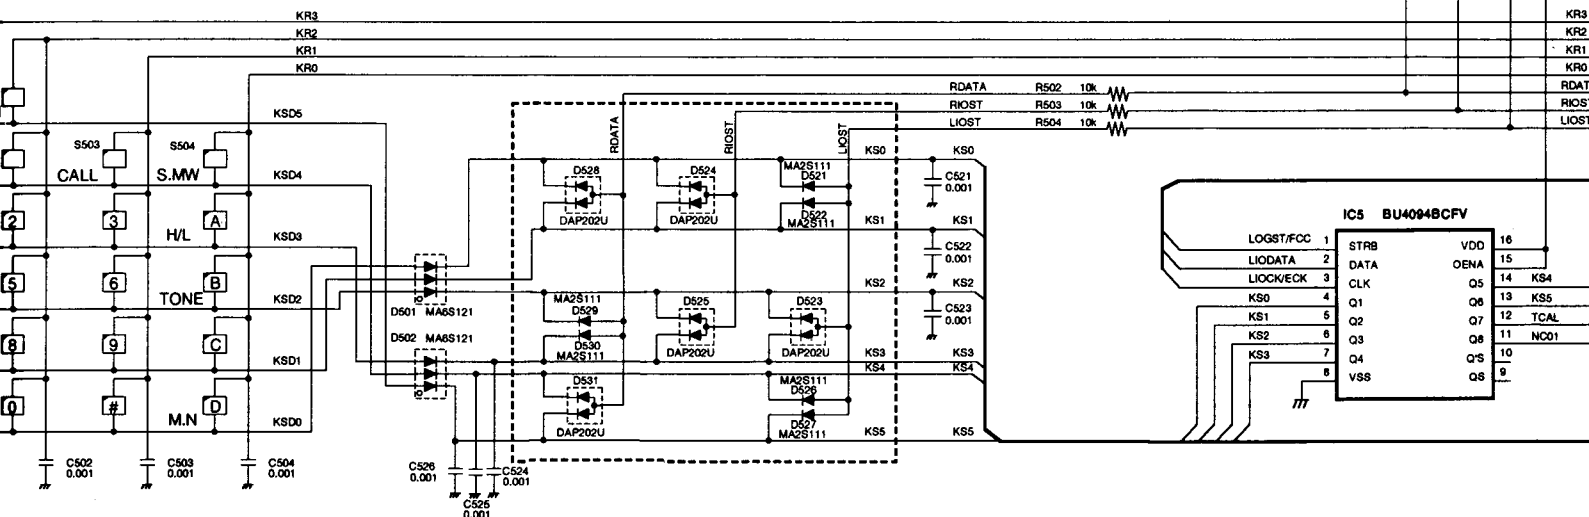 KR3
KR3
KR2
KR2
KR1
KR1
KR0
KR0
RDATA R502 10k
RDAT
RIOST R503 10k
RIOST
LIOST R504 10k
LIOST
KSD5
RDATA
RIOST
LIOST
S503
S504
CALL
S.MW
KSD4
KS0
KS0
D528
DAP202U
D524
DAP202U
MA2S111
D521
D522
MA2S111
C521
0.001
2
3
A
H/L
KSD3
KS1
KS1
C522
0.001
5
6
B
TONE
KSD2
D501 MA6S121
D502 MA6S121
KS2
KS2
MA2S111
D529
D530
MA2S111
D525
DAP202U
D523
DAP202U
C523
0.001
8
9
C
KSD1
KS3
KS3
KS4
KS4
D531
DAP202U
MA2S111
D526
D527
MA2S111
0
#
D
M.N
KSD0
KS5
KS5
C502
0.001
C503
0.001
C504
0.001
C526
0.001
C525
0.001
C524
0.001
IC5 BU4094BCFV
LOGST/FCC 1 STRB VDD 16
LIODATA 2 DATA OENA 15
LIOCK/ECK 3 CLK Q5 14 KS4
KS0 4 Q1 Q6 13 KS5
KS1 5 Q2 Q7 12 TCAL
KS2 6 Q3 Q8 11 NC01
KS3 7 Q4 Q'S 10
8 VSS QS 9